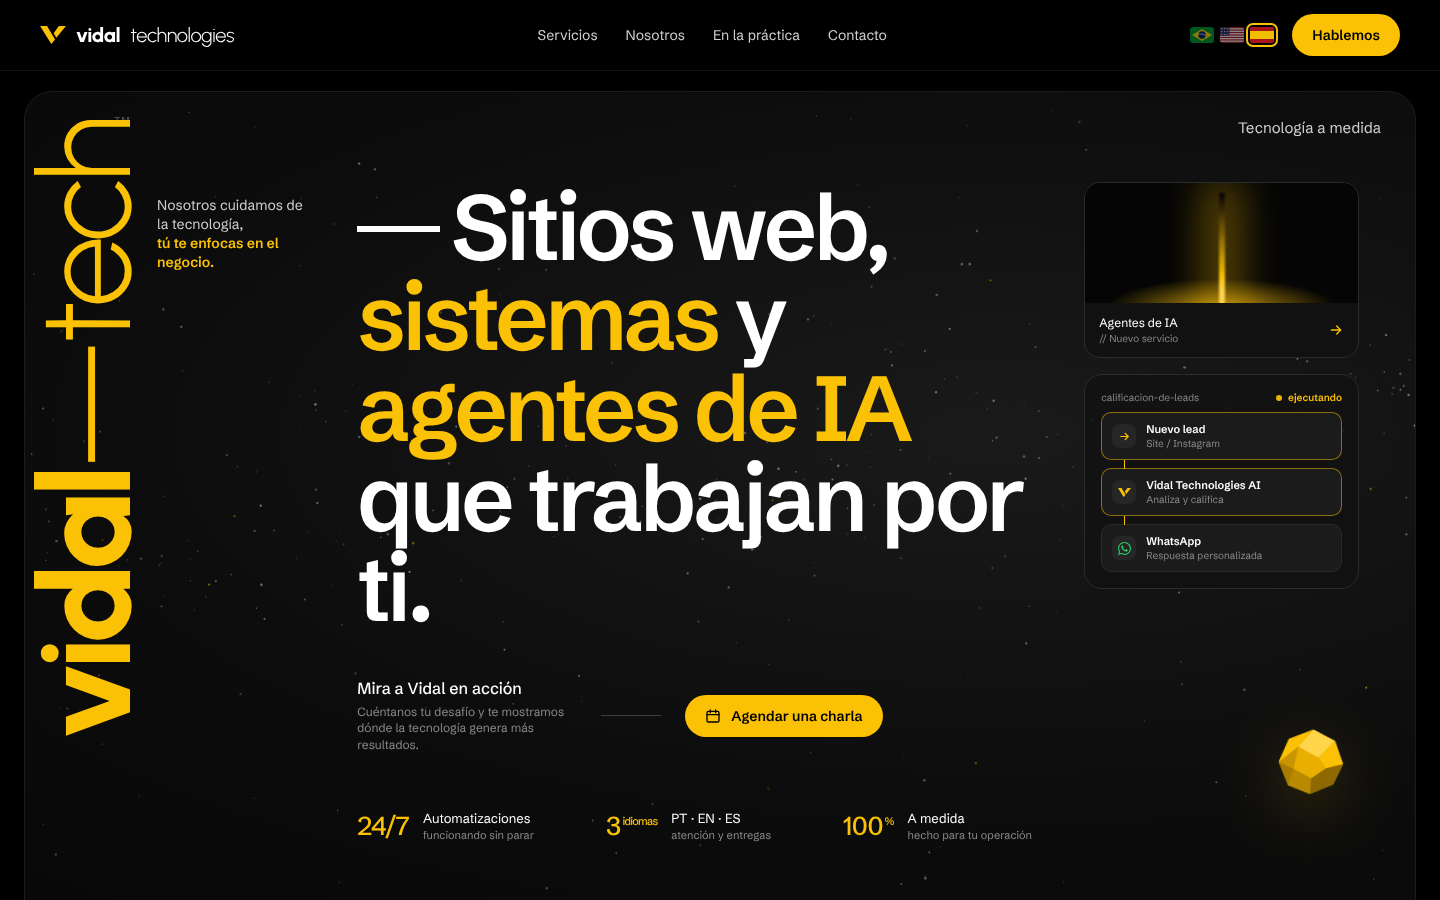 vidal technologies
Servicios
Nosotros
En la práctica
Contacto
Hablemos
vidal—tech
TM
Tecnología a medida
Nosotros cuidamos de
la tecnología,
tú te enfocas en el
negocio.
— Sitios web,
sistemas y
agentes de IA
que trabajan por
ti.
Agentes de IA
// Nuevo servicio
calificacion-de-leads
ejecutando
Nuevo lead
Site / Instagram
Vidal Technologies AI
Analiza y califica
WhatsApp
Respuesta personalizada
Mira a Vidal en acción
Cuéntanos tu desafío y te mostramos
dónde la tecnología genera más
resultados.
Agendar una charla
24/7
Automatizaciones
funcionando sin parar
3 idiomas
PT · EN · ES
atención y entregas
100%
A medida
hecho para tu operación